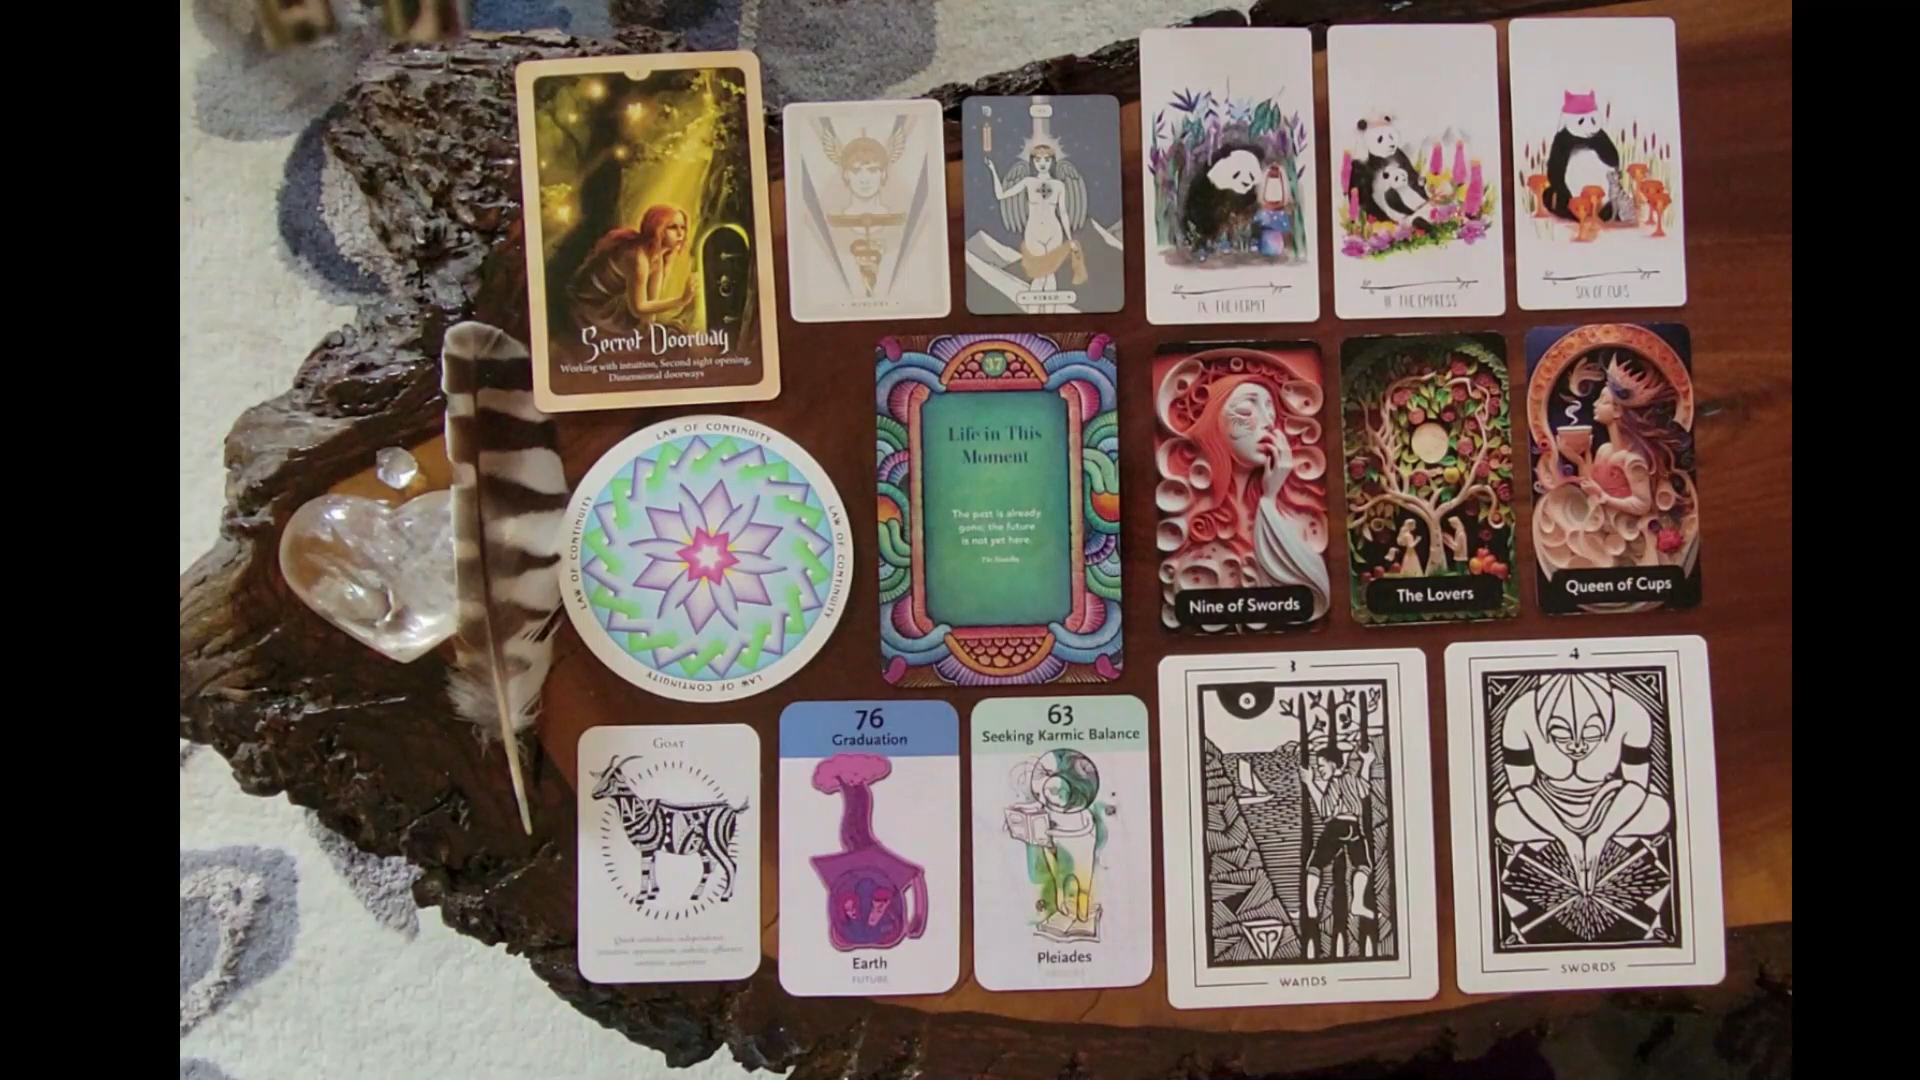 Secret Doorway
Working with intuition, Second sight opening,
Dimensional doorways
MERCURY
VI
VIRGO
IX THE HERMIT
III THE EMPRESS
SIX OF CUPS
LAW OF CONTINUITY
LAW OF CONTINUITY
LAW OF CONTINUITY
LAW OF CONTINUITY
37
Life in This
Moment
The past is already
gone; the future
is not yet here.
Nine of Swords
The Lovers
Queen of Cups
GOAT
76
Graduation
Earth
FUTURE
63
Seeking Karmic Balance
Pleiades
3
WANDS
4
SWORDS